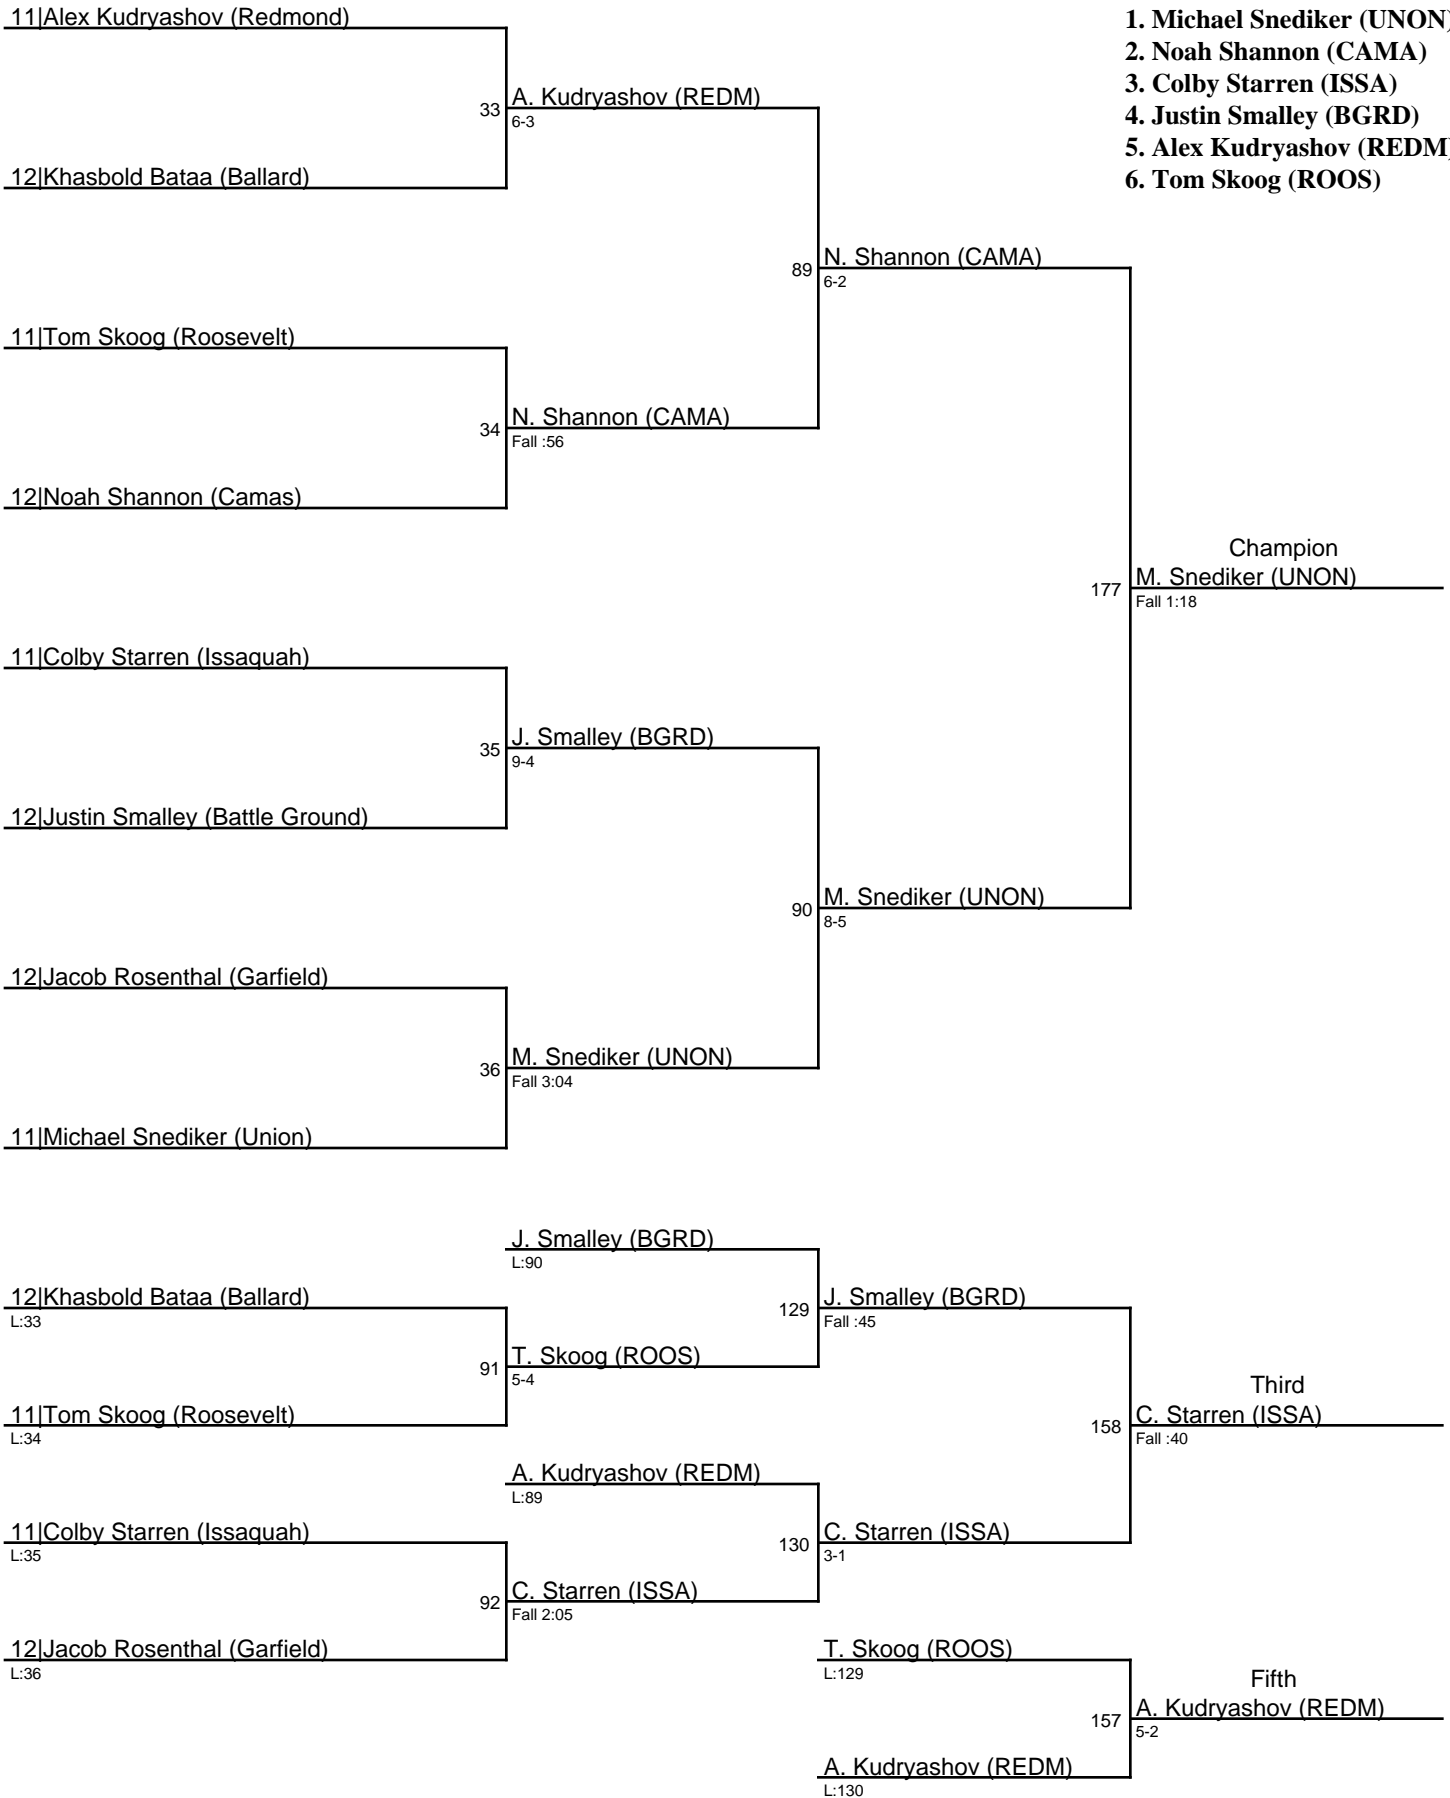 11|Alex Kudryashov (Redmond)
1. Michael Snediker (UNON)
2. Noah Shannon (CAMA)
3. Colby Starren (ISSA)
4. Justin Smalley (BGRD)
5. Alex Kudryashov (REDM)
6. Tom Skoog (ROOS)
33 A. Kudryashov (REDM)
6-3
12|Khasbold Bataa (Ballard)
89 N. Shannon (CAMA)
6-2
11|Tom Skoog (Roosevelt)
34 N. Shannon (CAMA)
Fall :56
12|Noah Shannon (Camas)
Champion
177 M. Snediker (UNON)
Fall 1:18
11|Colby Starren (Issaquah)
35 J. Smalley (BGRD)
9-4
12|Justin Smalley (Battle Ground)
90 M. Snediker (UNON)
8-5
12|Jacob Rosenthal (Garfield)
36 M. Snediker (UNON)
Fall 3:04
11|Michael Snediker (Union)
J. Smalley (BGRD)
L:90
12|Khasbold Bataa (Ballard)
L:33
129 J. Smalley (BGRD)
Fall :45
91 T. Skoog (ROOS)
5-4
11|Tom Skoog (Roosevelt)
L:34
Third
158 C. Starren (ISSA)
Fall :40
A. Kudryashov (REDM)
L:89
11|Colby Starren (Issaquah)
L:35
130 C. Starren (ISSA)
3-1
92 C. Starren (ISSA)
Fall 2:05
12|Jacob Rosenthal (Garfield)
L:36
T. Skoog (ROOS)
L:129
Fifth
157 A. Kudryashov (REDM)
5-2
A. Kudryashov (REDM)
L:130